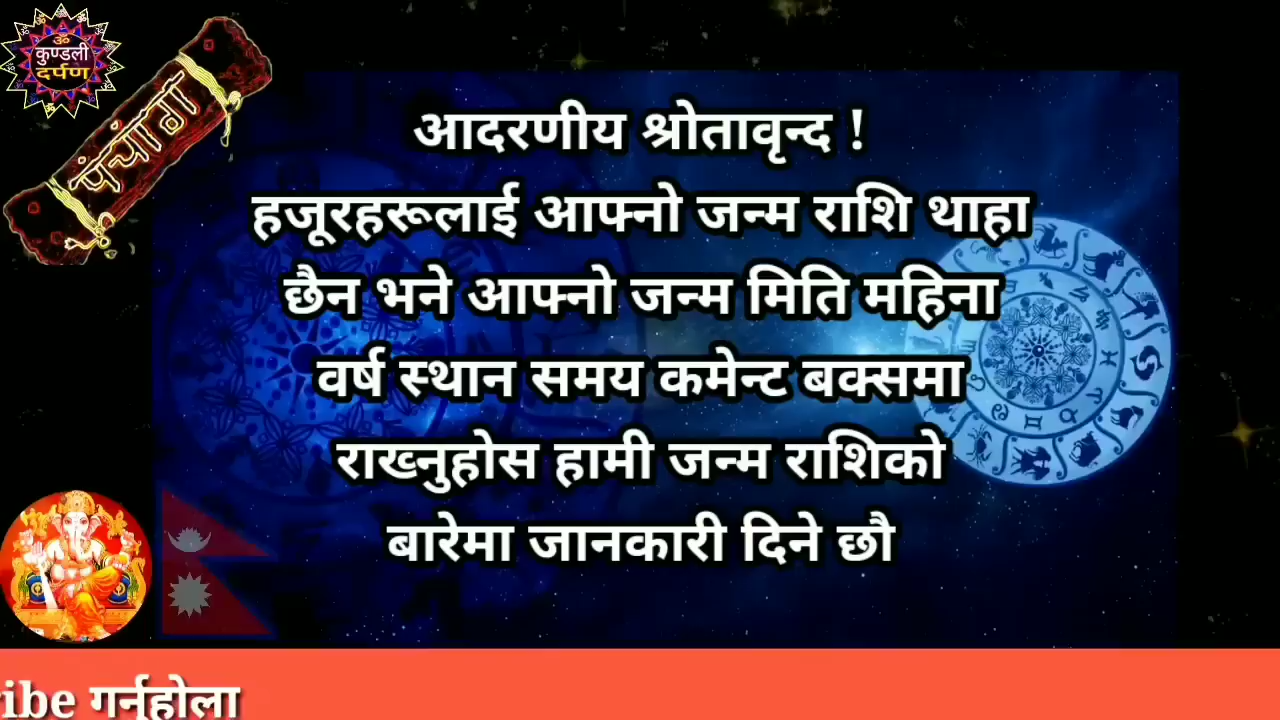 कुण्डली
दर्पण
पंचांग
आदरणीय श्रोतावृन्द !
हजूरहरूलाई आफ्नो जन्म राशि थाहा
छैन भने आफ्नो जन्म मिति महिना
वर्ष स्थान समय कमेन्ट बक्समा
राख्नुहोस हामी जन्म राशिको
बारेमा जानकारी दिने छौ
ibe गर्नुहोला